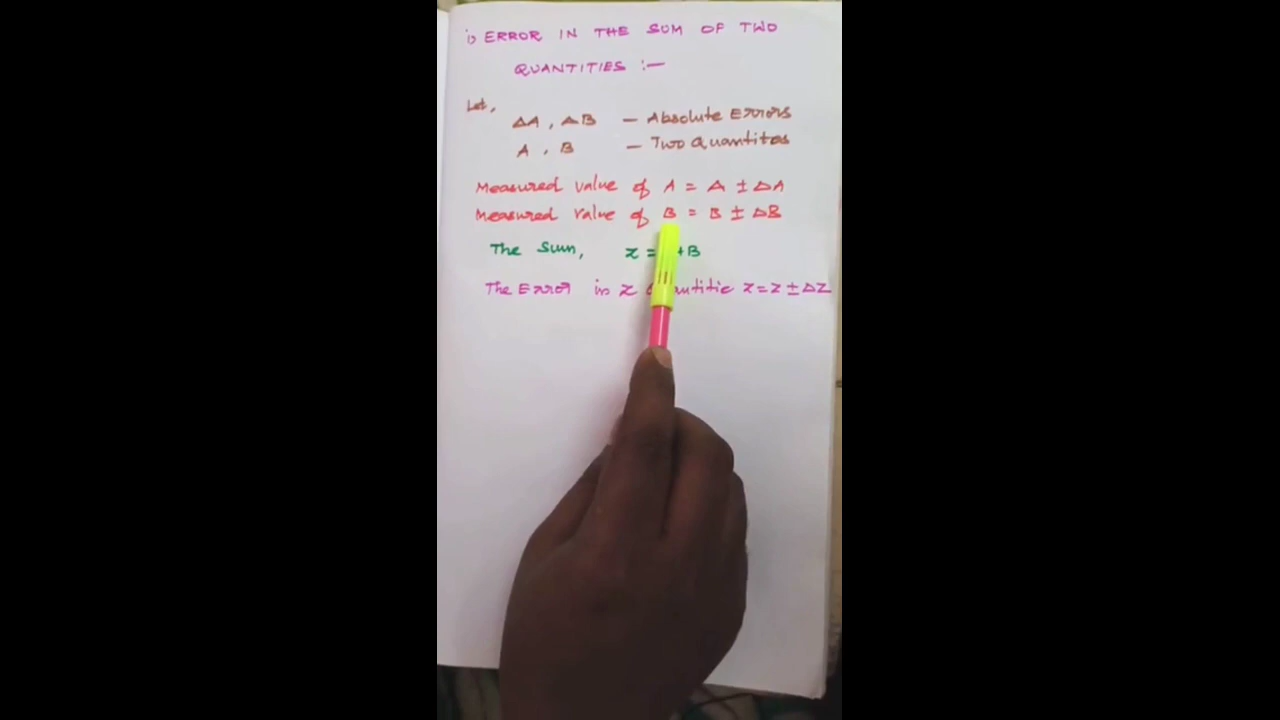 i) ERROR IN THE SUM OF TWO
QUANTITIES :-
Let,
ΔA, ΔB - Absolute Errors
A, B - Two Quantites
Measured value of A = A ± ΔA
Measured value of B = B ± ΔB
The Sum, Z = +B
The Error in Z Z = Z ± ΔZ